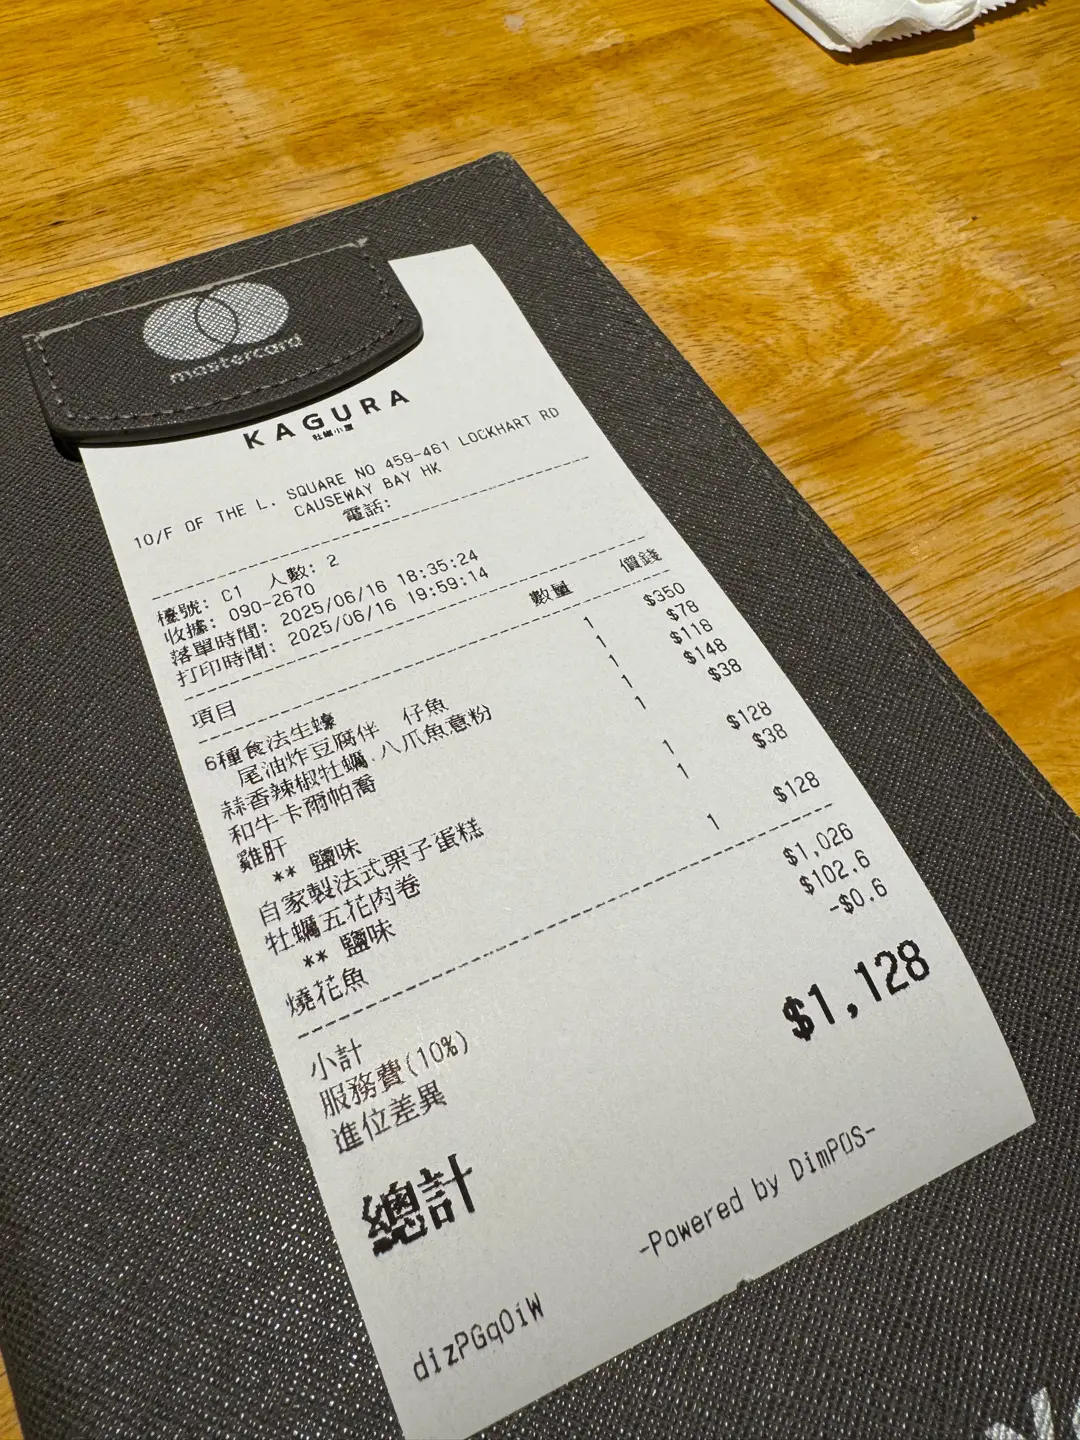 mastercard
KAGURA
牡蠣小屋
10/F OF THE L. SQUARE NO 459-461 LOCKHART RD
CAUSEWAY BAY HK
電話:
檯號: C1 人數: 2
收據: 090-2670
落單時間: 2025/06/16 18:35:24
打印時間: 2025/06/16 19:59:14
項目 數量 價錢
6種食法生蠔 1 $350
尾油炸豆腐伴 仔魚 1 $78
蒜香辣椒牡蠣.八爪魚意粉 1 $118
和牛卡爾帕喬 1 $148
雞肝 1 $38
** 鹽味
自家製法式栗子蛋糕 1 $128
牡蠣五花肉卷 1 $38
** 鹽味
燒花魚 1 $128
小計 $1,026
服務費(10%) $102.6
進位差異 -$0.6
總計 $1,128
-Powered by DimPOS-
dizPGqOiW